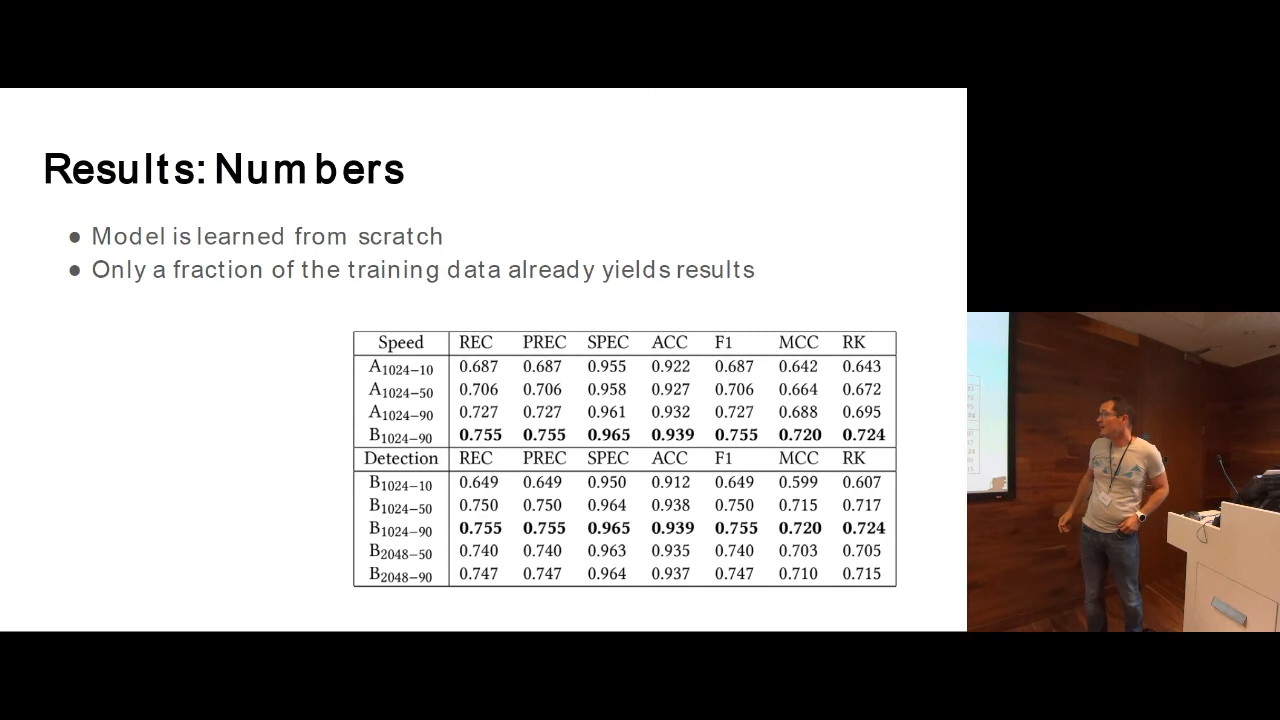 Results: Numbers
● Model is learned from scratch
● Only a fraction of the training data already yields results
Speed REC PREC SPEC ACC F1 MCC RK
A1024−10 0.687 0.687 0.955 0.922 0.687 0.642 0.643
A1024−50 0.706 0.706 0.958 0.927 0.706 0.664 0.672
A1024−90 0.727 0.727 0.961 0.932 0.727 0.688 0.695
B1024−90 0.755 0.755 0.965 0.939 0.755 0.720 0.724
Detection REC PREC SPEC ACC F1 MCC RK
B1024−10 0.649 0.649 0.950 0.912 0.649 0.599 0.607
B1024−50 0.750 0.750 0.964 0.938 0.750 0.715 0.717
B1024−90 0.755 0.755 0.965 0.939 0.755 0.720 0.724
B2048−50 0.740 0.740 0.963 0.935 0.740 0.703 0.705
B2048−90 0.747 0.747 0.964 0.937 0.747 0.710 0.715